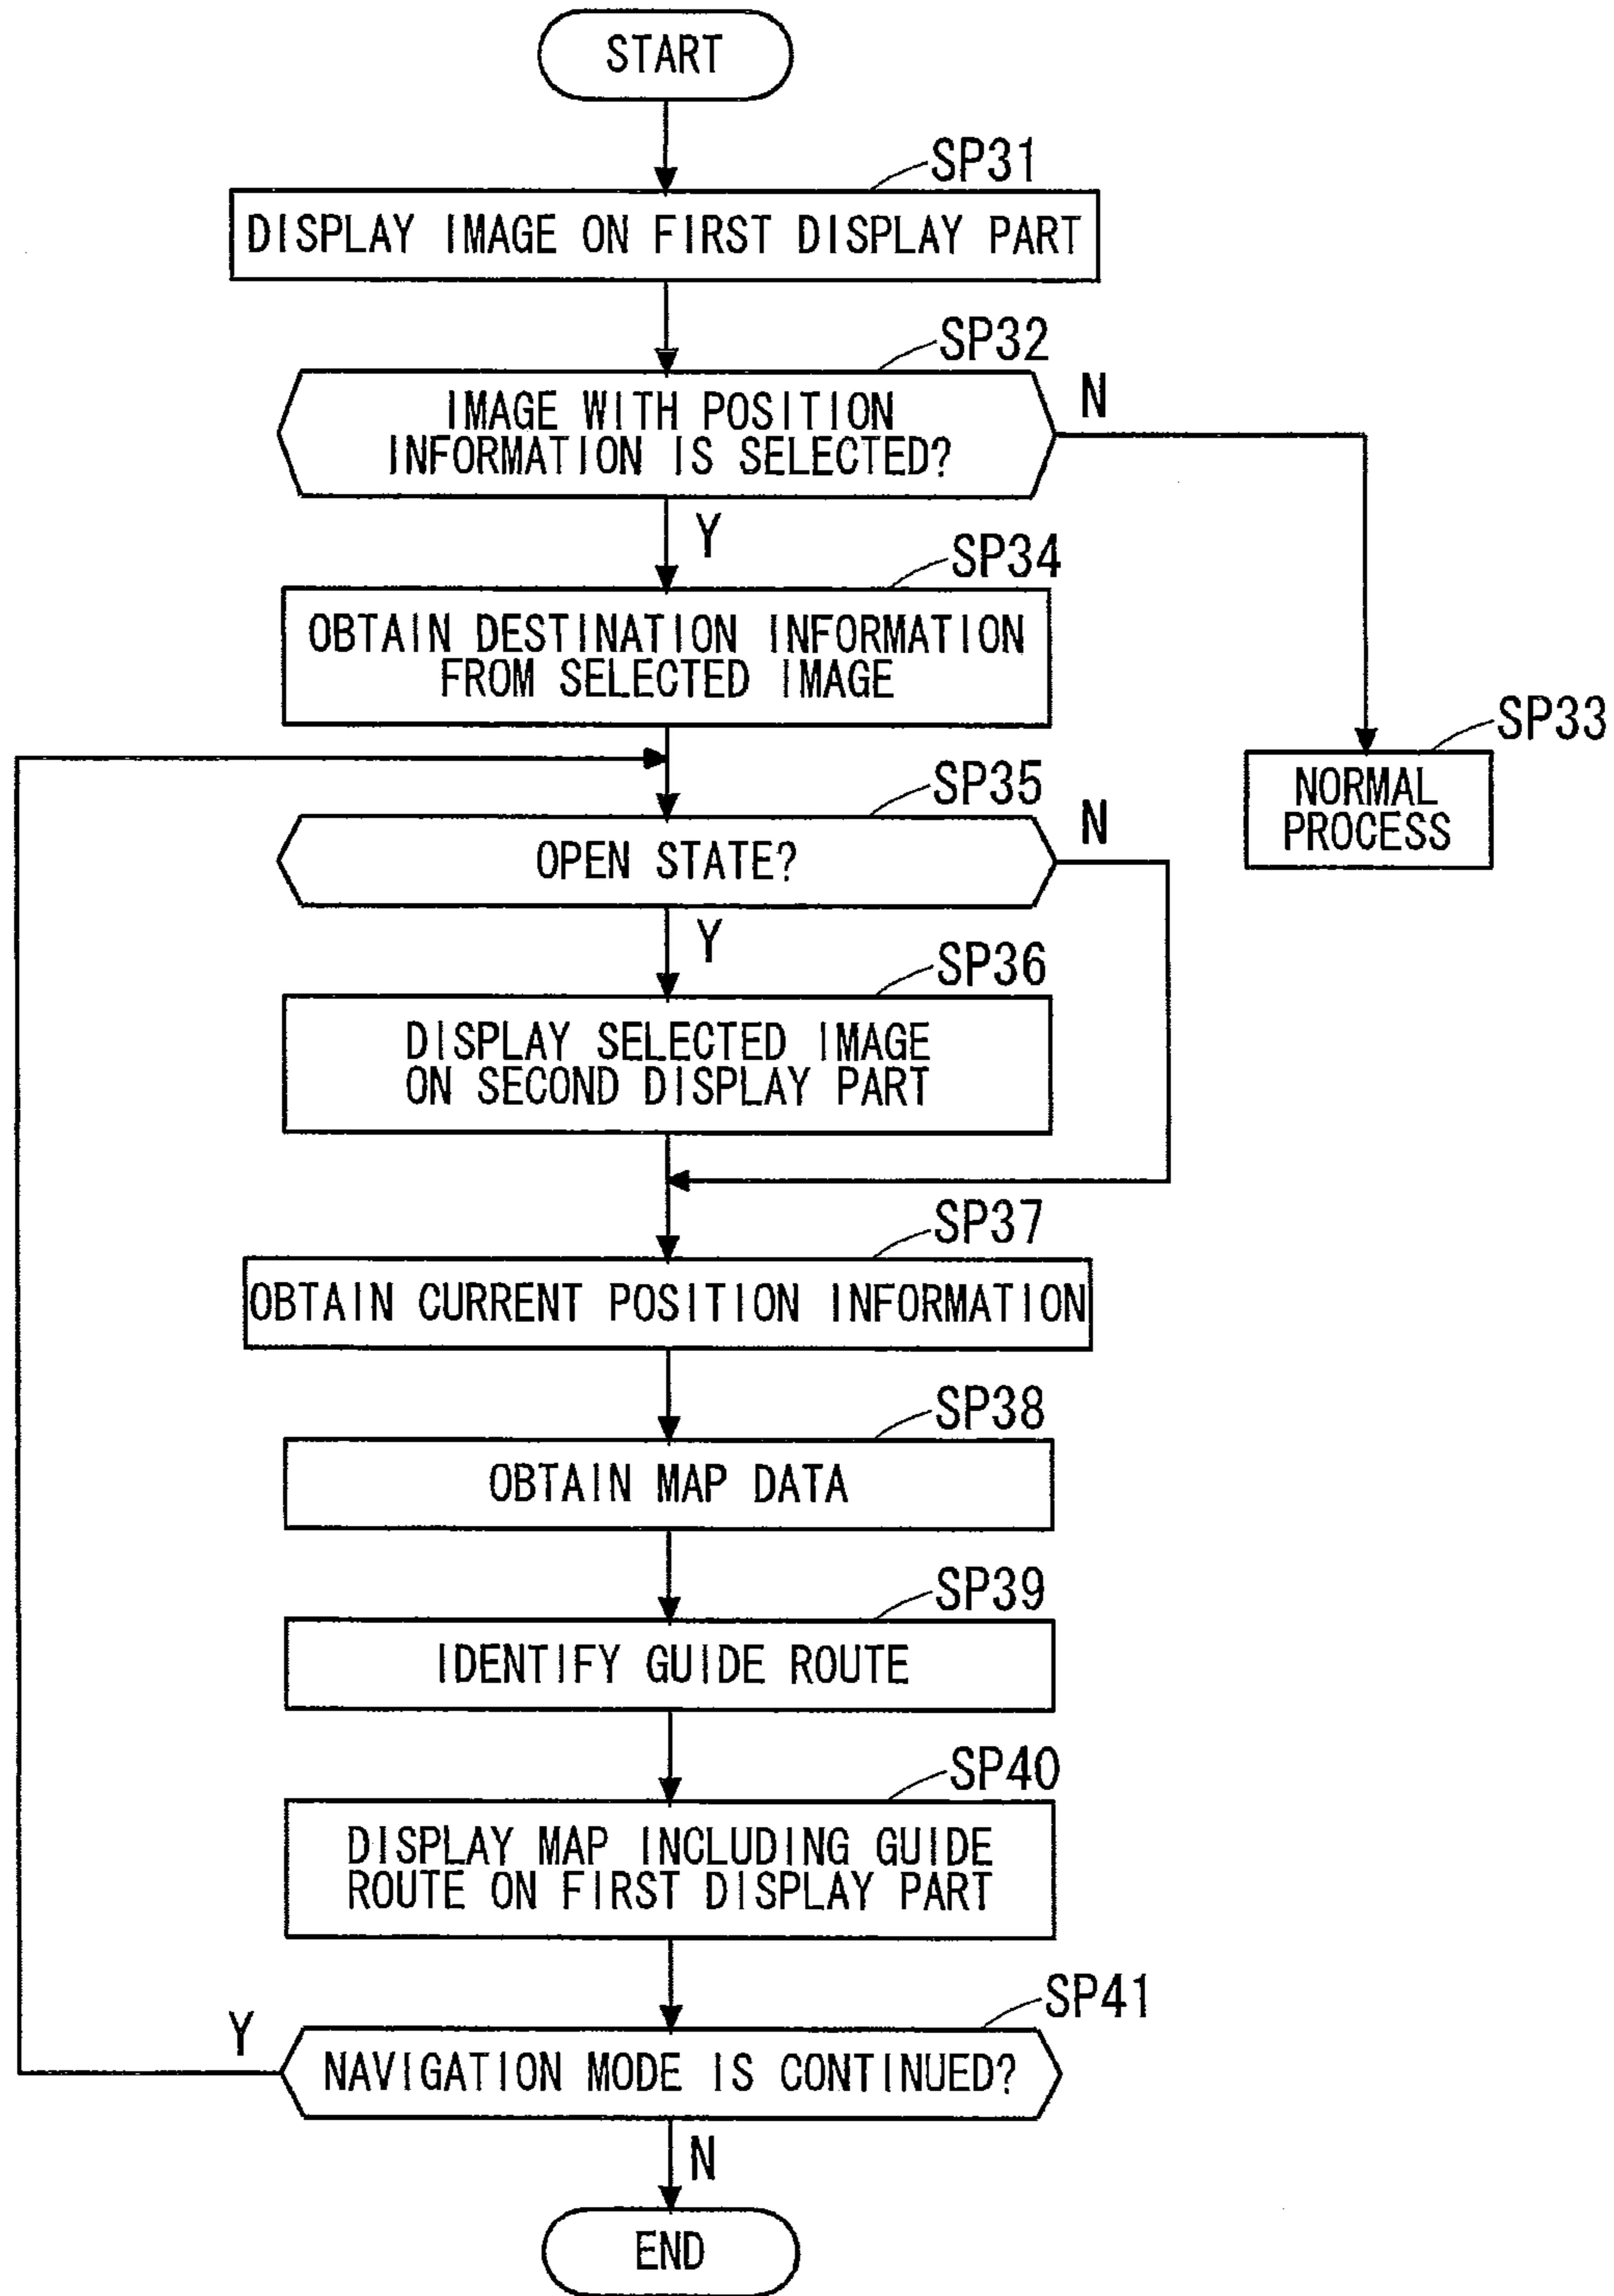 START
SP31
DISPLAY IMAGE ON FIRST DISPLAY PART
SP32
IMAGE WITH POSITION
INFORMATION IS SELECTED?
N
Y
SP34
OBTAIN DESTINATION INFORMATION
FROM SELECTED IMAGE
SP33
NORMAL
PROCESS
SP35
OPEN STATE?
N
Y
SP36
DISPLAY SELECTED IMAGE
ON SECOND DISPLAY PART
SP37
OBTAIN CURRENT POSITION INFORMATION
SP38
OBTAIN MAP DATA
SP39
IDENTIFY GUIDE ROUTE
SP40
DISPLAY MAP INCLUDING GUIDE
ROUTE ON FIRST DISPLAY PART
SP41
Y
NAVIGATION MODE IS CONTINUED?
N
END